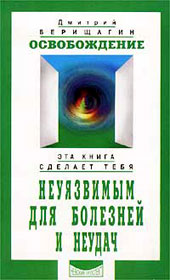 Дмитрий
ВЕРИЩАГИН
ОСВОБОЖДЕНИЕ
ЭТА КНИГА
СДЕЛАЕТ ТЕБЯ
НЕУЯЗВИМЫМ
ДЛЯ БОЛЕЗНЕЙ
И НЕУДАЧ